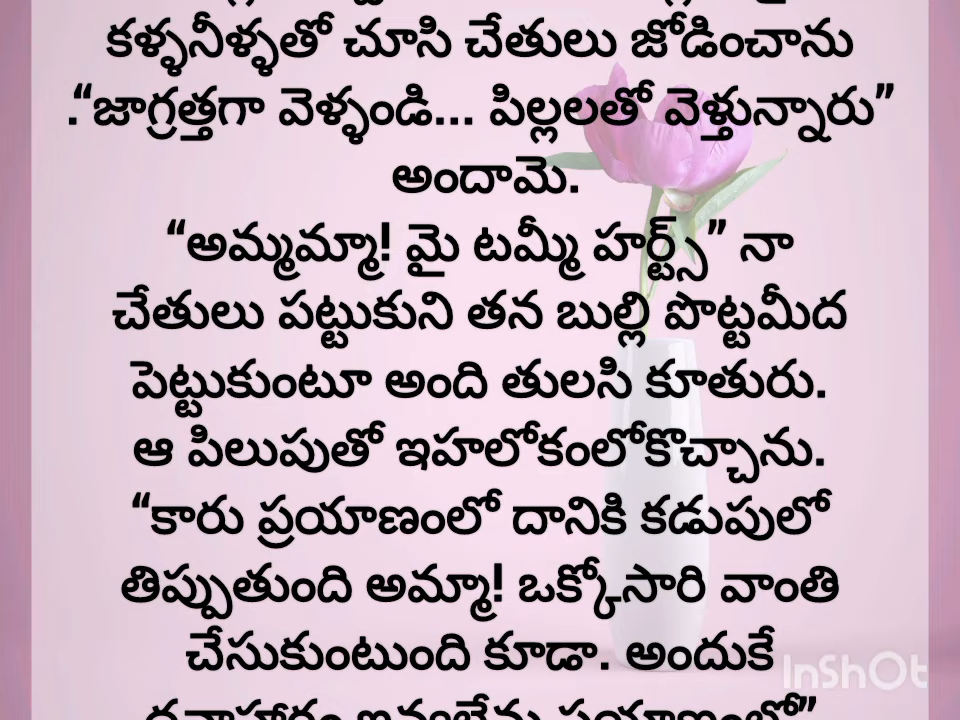 కళ్ళనీళ్ళతో చూసి చేతులు జోడించాను
.“జాగ్రత్తగా వెళ్ళండి... పిల్లలతో వెళ్తున్నారు”
అందామె.
“అమ్మమ్మా! మై టమ్మీ హర్ట్స్” నా
చేతులు పట్టుకుని తన బుల్లి పొట్టమీద
పెట్టుకుంటూ అంది తులసి కూతురు.
ఆ పిలుపుతో ఇహలోకంలోకొచ్చాను.
“కారు ప్రయాణంలో దానికి కడుపులో
తిప్పుతుంది అమ్మా! ఒక్కోసారి వాంతి
చేసుకుంటుంది కూడా. అందుకే
InShOt